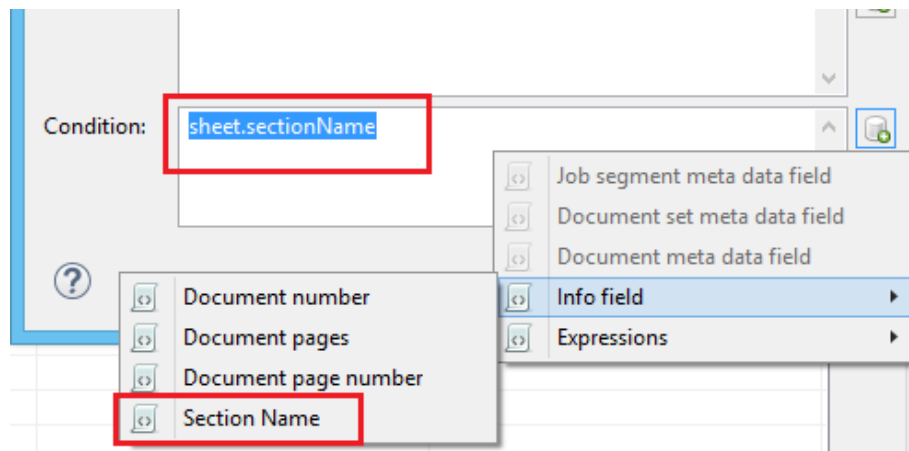 Condition:
sheet.sectionName
Job segment meta data field
Document set meta data field
Document meta data field
?
Info field
Expressions
Document number
Document pages
Document page number
Section Name